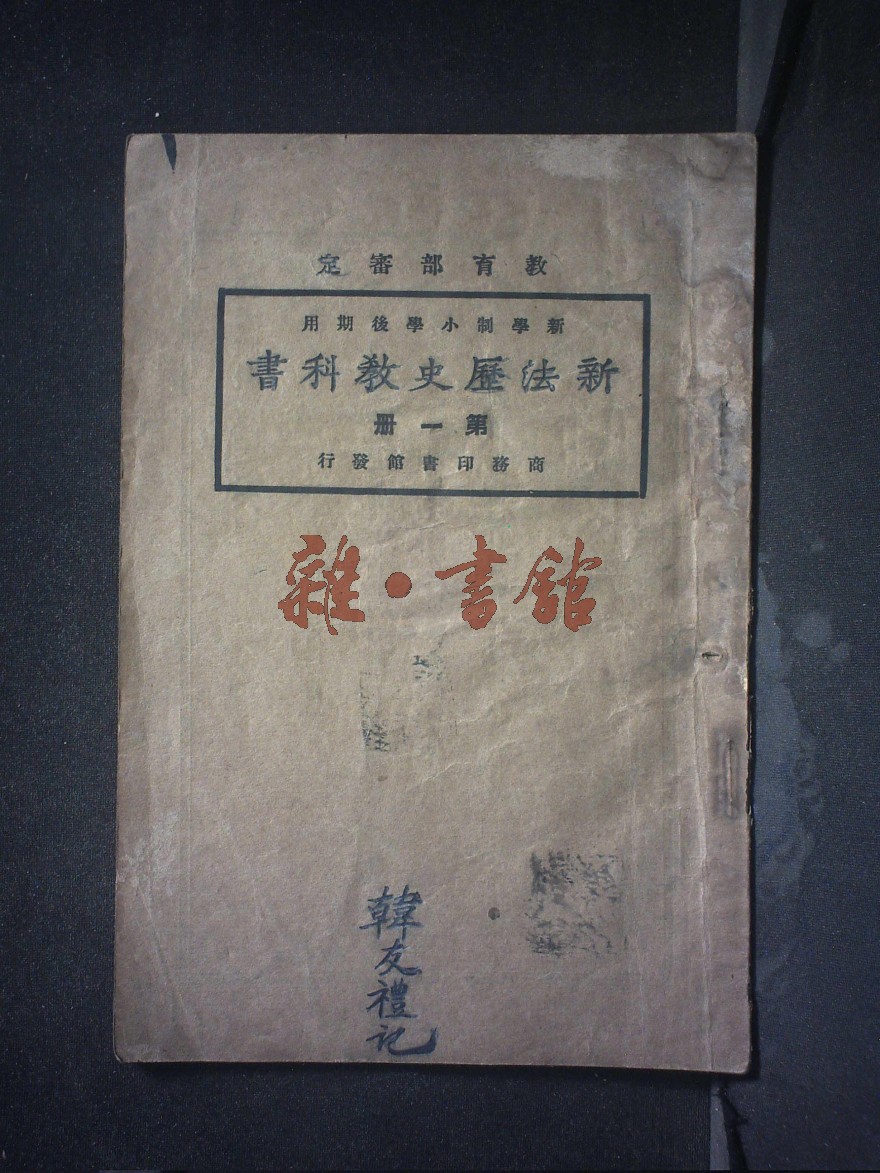 教育部審定
新學制小學後期用
新法歷史教科書
第一册
商務印書館發行
雜·書館
韓友禮記